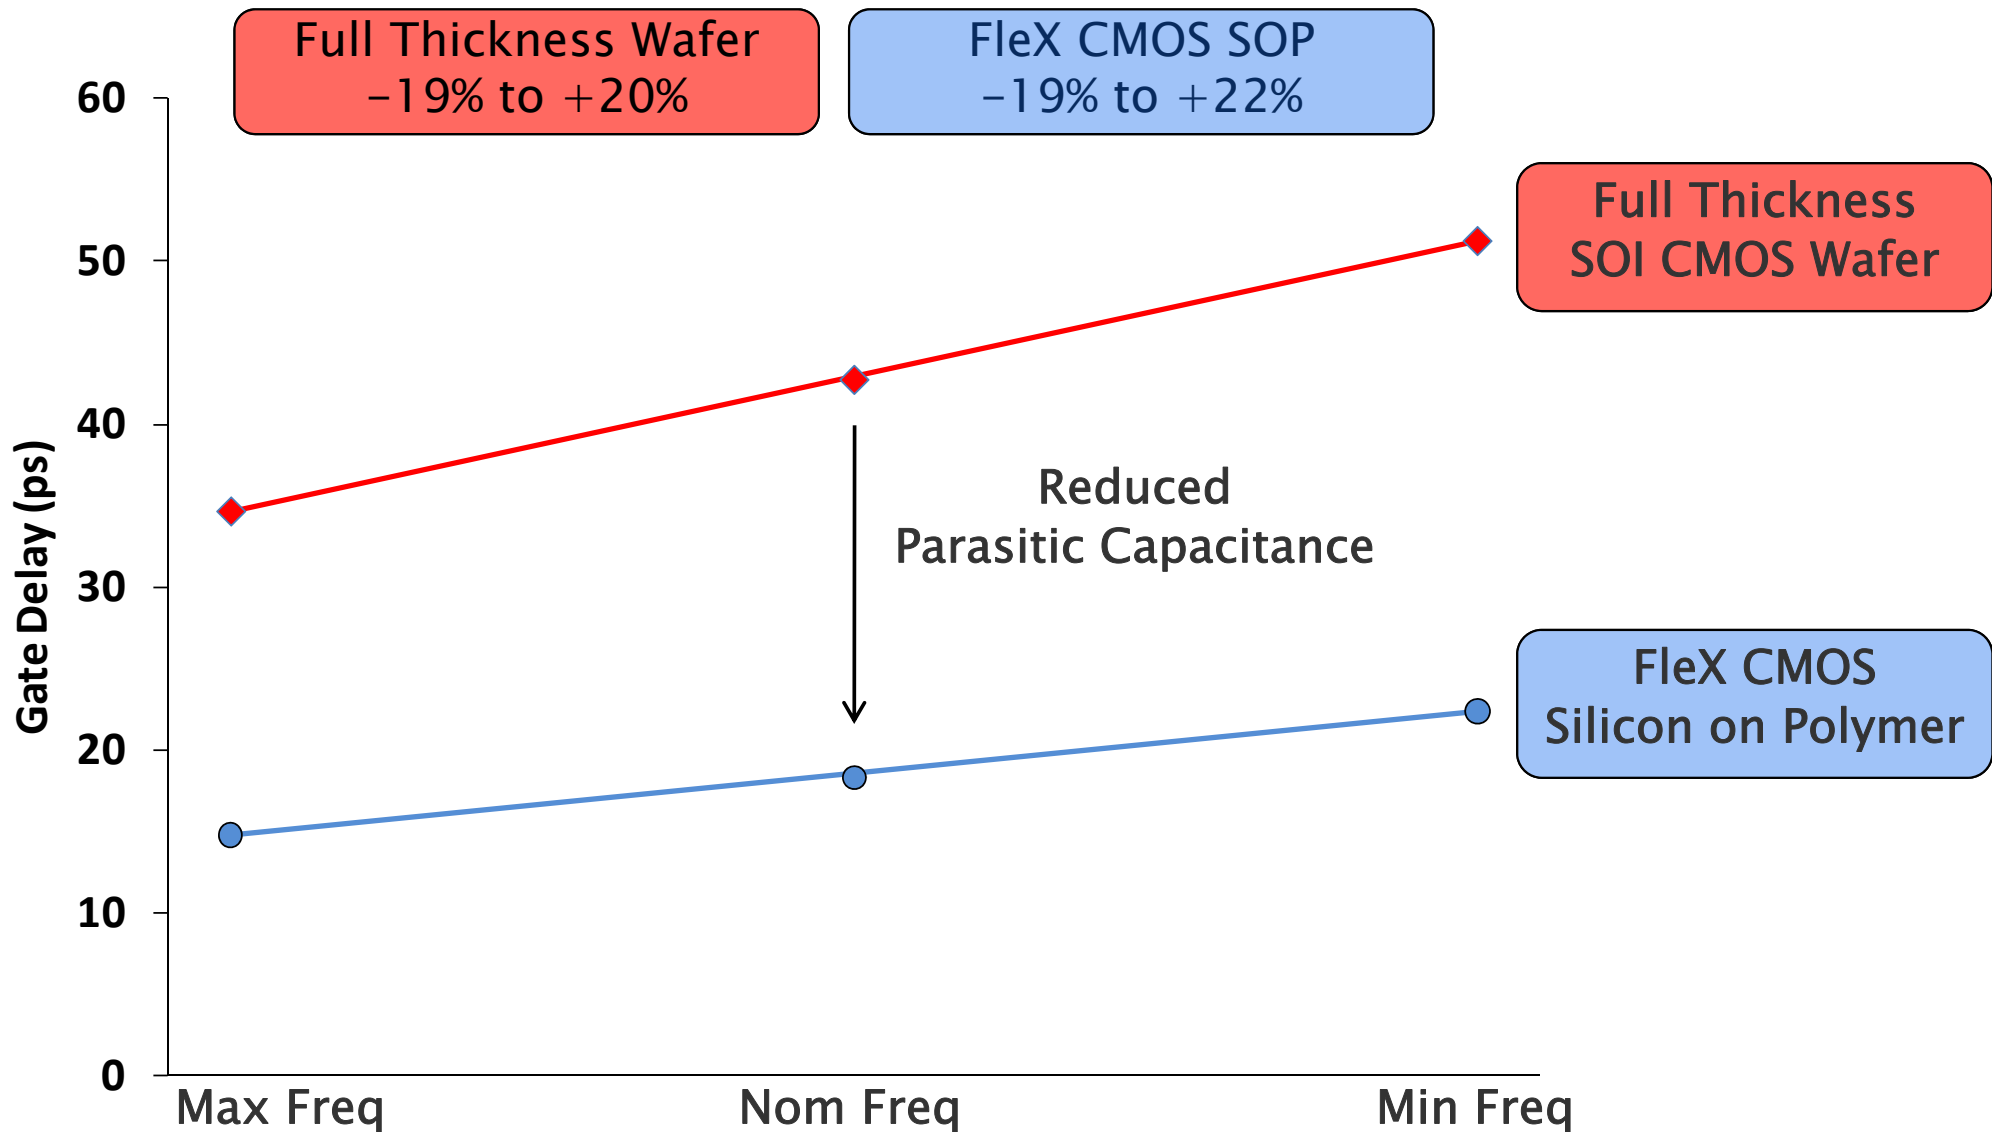 Full Thickness Wafer
-19% to +20%
FleX CMOS SOP
-19% to +22%
60
50
40
30
20
10
0
Gate Delay (ps)
Full Thickness
SOI CMOS Wafer
Reduced
Parasitic Capacitance
FleX CMOS
Silicon on Polymer
Max Freq
Nom Freq
Min Freq